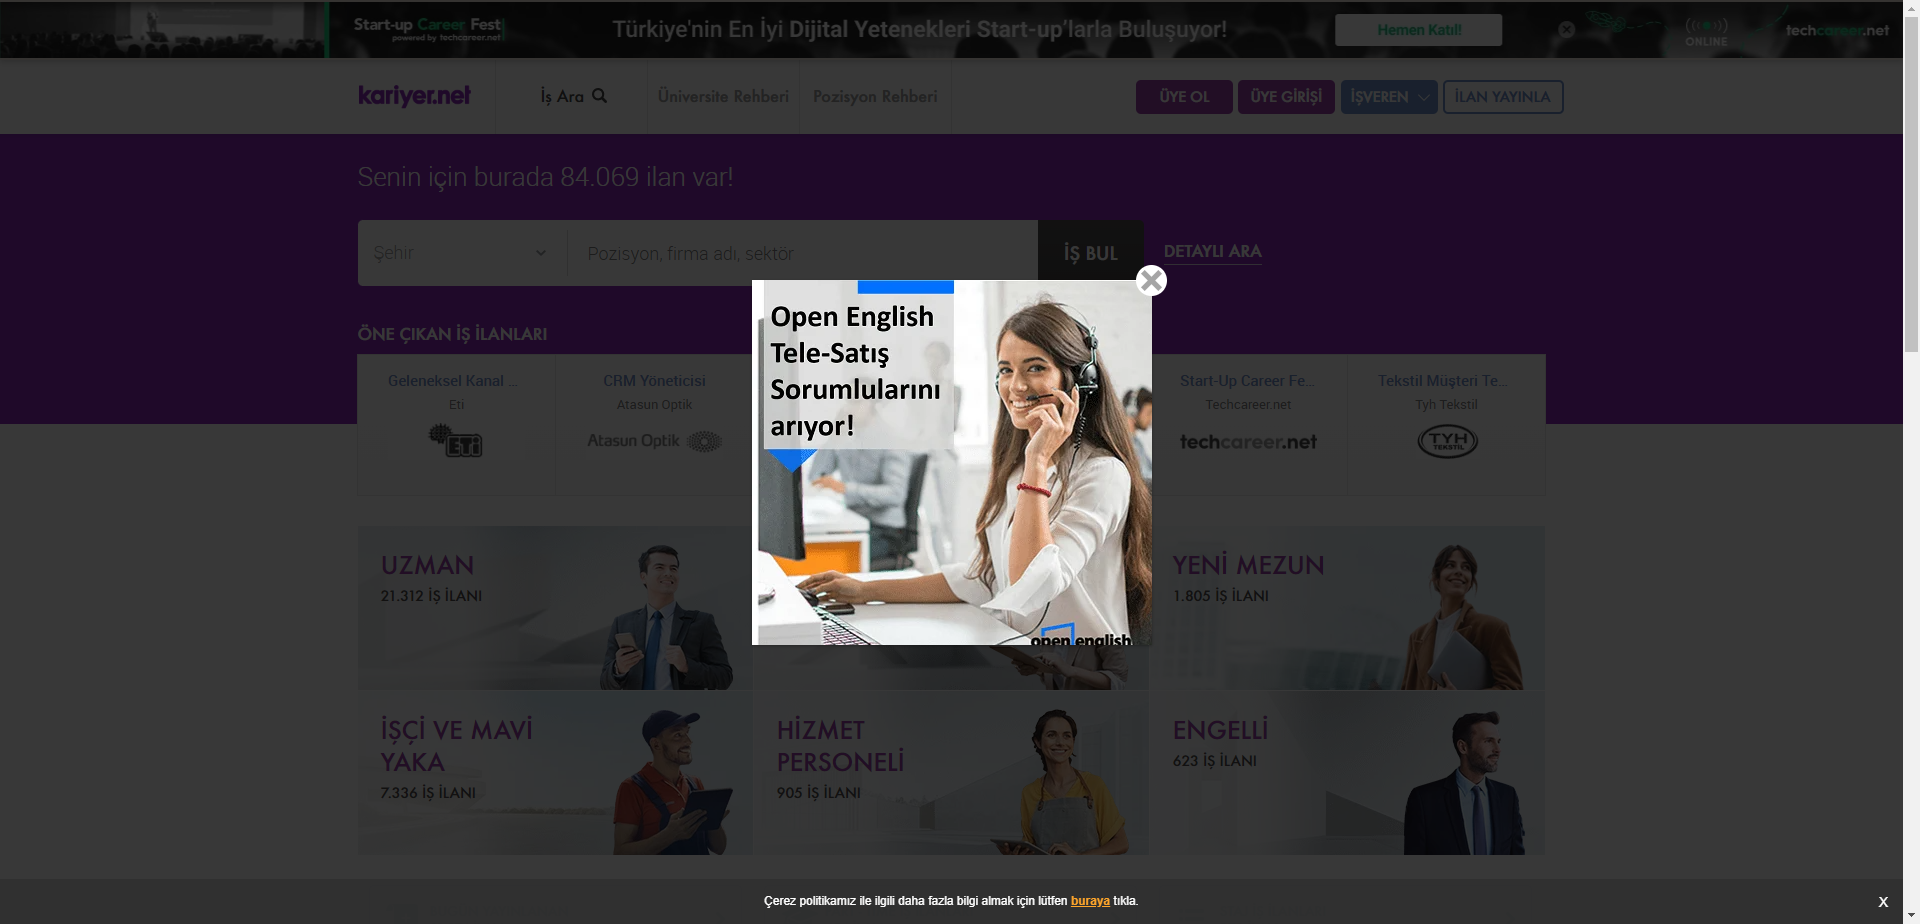 Start-up Career Fest
powered by techcareer.net
Türkiye'nin En İyi Dijital Yetenekleri Start-up'larla Buluşuyor!
Hemen Katıl!
ONLINE
techcareer.net
kariyer.net
İş Ara
Üniversite Rehberi
Pozisyon Rehberi
ÜYE OL
ÜYE GİRİŞİ
İŞVEREN
İLAN YAYINLA
Senin için burada 84.069 ilan var!
Şehir
Pozisyon, firma adı, sektör
İŞ BUL
DETAYLI ARA
Open English
Tele-Satış
Sorumlularını
arıyor!
open english
ÖNE ÇIKAN İŞ İLANLARI
Geleneksel Kanal ...
Eti
ETİ
CRM Yöneticisi
Atasun Optik
Atasun Optik
Start-Up Career Fe...
Techcareer.net
techcareer.net
Tekstil Müşteri Te...
Tyh Tekstil
TYH
TEKSTİL
UZMAN
21.312 İŞ İLANI
YENİ MEZUN
1.805 İŞ İLANI
İŞÇİ VE MAVİ
YAKA
7.336 İŞ İLANI
HİZMET
PERSONELİ
905 İŞ İLANI
ENGELLİ
623 İŞ İLANI
Çerez politikamız ile ilgili daha fazla bilgi almak için lütfen buraya tıkla.
X